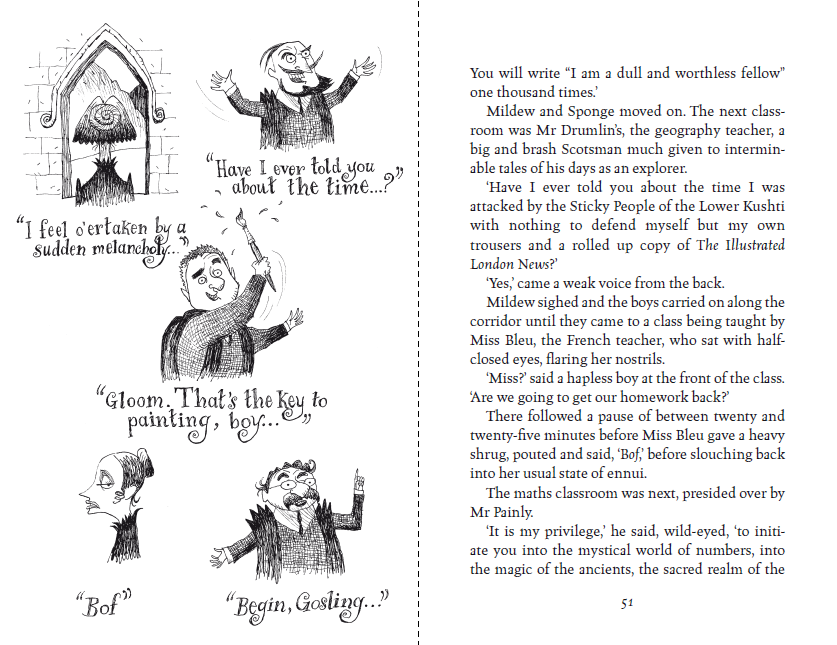 “I feel o'ertaken by a
sudden melancholy...”
“Have I ever told you
about the time...?”
“Gloom. That's the key to
painting, boy...”
“Bof”
“Begin, Gosling...”
You will write “I am a dull and worthless fellow”
one thousand times.’
Mildew and Sponge moved on. The next class-
room was Mr Drumlin’s, the geography teacher, a
big and brash Scotsman much given to intermin-
able tales of his days as an explorer.
‘Have I ever told you about the time I was
attacked by the Sticky People of the Lower Kushti
with nothing to defend myself but my own
trousers and a rolled up copy of The Illustrated
London News?’
‘Yes,’ came a weak voice from the back.
Mildew sighed and the boys carried on along the
corridor until they came to a class being taught by
Miss Bleu, the French teacher, who sat with half-
closed eyes, flaring her nostrils.
‘Miss?’ said a hapless boy at the front of the class.
‘Are we going to get our homework back?’
There followed a pause of between twenty and
twenty-five minutes before Miss Bleu gave a heavy
shrug, pouted and said, ‘Bof,’ before slouching back
into her usual state of ennui.
The maths classroom was next, presided over by
Mr Painly.
‘It is my privilege,’ he said, wild-eyed, ‘to initi-
ate you into the mystical world of numbers, into
the magic of the ancients, the sacred realm of the
51